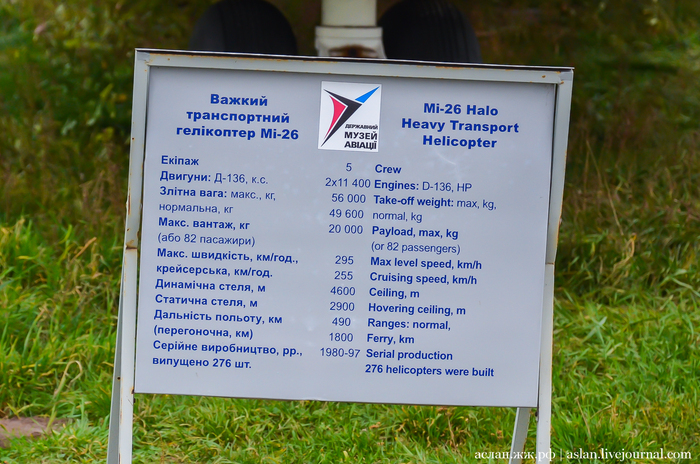 Важкий
транспортний
гелікоптер Мі-26
ДЕРЖАВНИЙ
МУЗЕЙ
АВІАЦІЇ
Mi-26 Halo
Heavy Transport
Helicopter
Екіпаж 5 Crew
Двигуни: Д-136, к.с. 2x11 400 Engines: D-136, HP
Злітна вага: макс., кг, 56 000 Take-off weight: max, kg,
нормальна, кг 49 600 normal, kg
Макс. вантаж, кг 20 000 Payload, max, kg
(або 82 пасажири) (or 82 passengers)
Макс. швидкість, км/год., 295 Max level speed, km/h
крейсерська, км/год. 255 Cruising speed, km/h
Динамічна стеля, м 4600 Ceiling, m
Статична стеля, м 2900 Hovering ceiling, m
Дальність польоту, км 490 Ranges: normal,
(перегоночна, км) 1800 Ferry, km
Серійне виробництво, рр., 1980-97 Serial production
випущено 276 шт. 276 helicopters were built
аслан.жж.рф | aslan.livejournal.com